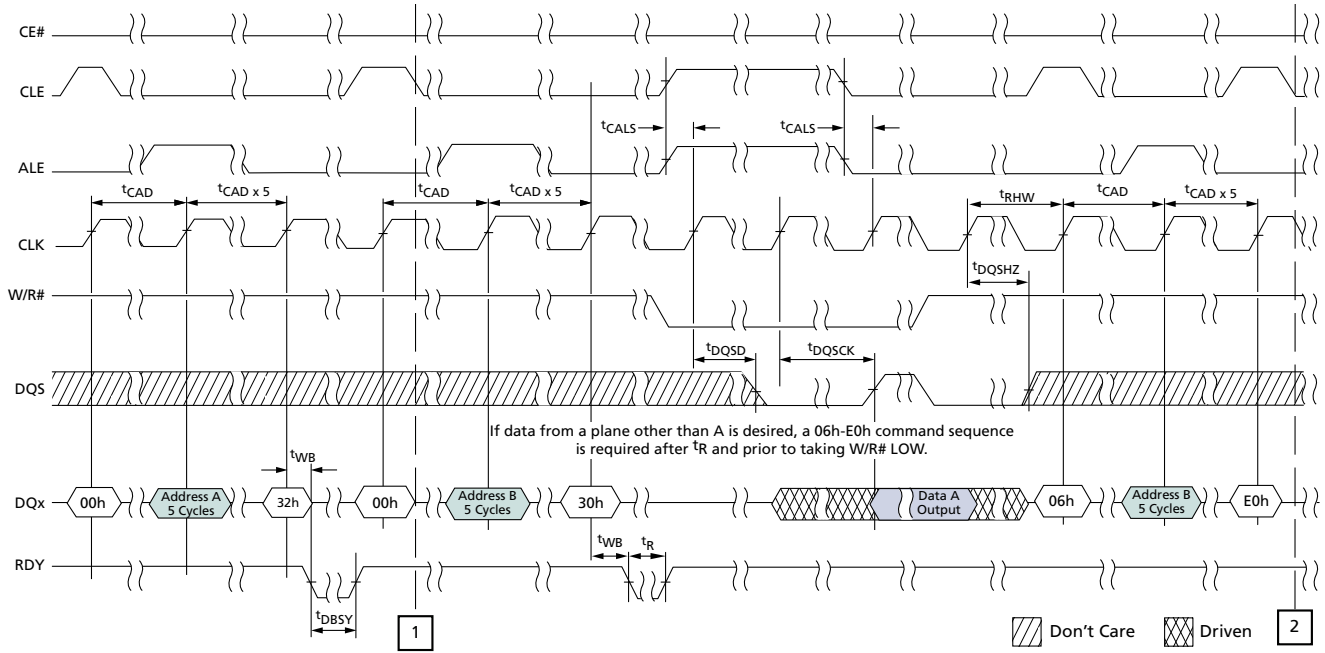 CE#
CLE
tCALS
tCALS
ALE
tCAD
tCAD x 5
tCAD
tCAD x 5
tRHW
tCAD
tCAD x 5
CLK
tDQSHZ
W/R#
tDQSD
tDQSCK
DQS
If data from a plane other than A is desired, a 06h-E0h command sequence
is required after tR and prior to taking W/R# LOW.
tWB
DQx
00h
Address A
5 Cycles
32h
00h
Address B
5 Cycles
30h
Data A
Output
06h
Address B
5 Cycles
E0h
tWB
tR
RDY
tDBSY
1
Don't Care
Driven
2